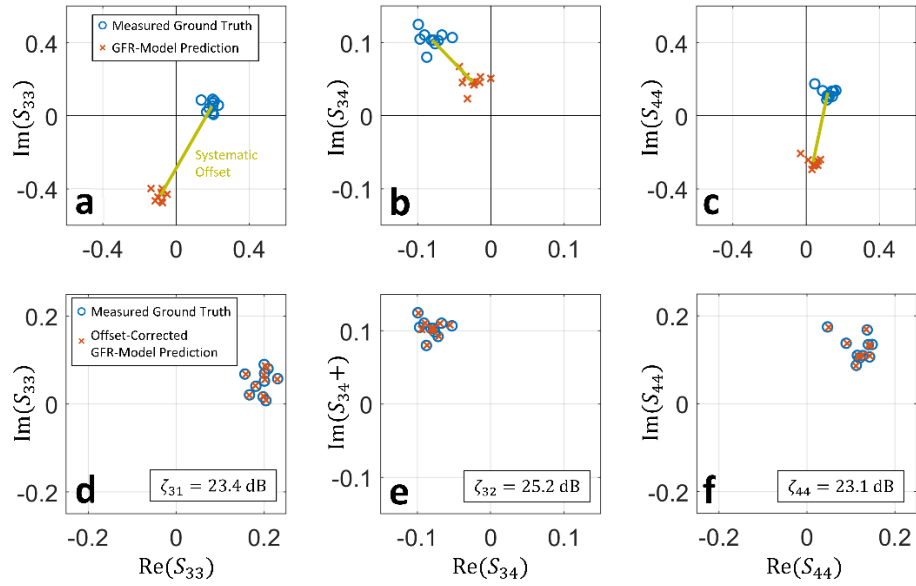 Measured Ground Truth
GFR-Model Prediction
Im(S₃₃)
0.4
0
-0.4
Systematic
Offset
a
-0.4
0
0.4
Im(S₃₄)
0.1
0
-0.1
b
-0.1
0
0.1
Im(S₄₄)
0.4
0
-0.4
c
-0.4
0
0.4
Measured Ground Truth
Offset-Corrected
GFR-Model Prediction
Im(S₃₃)
0.2
0
-0.2
d
ζ₃₁ = 23.4 dB
0
0.2
Re(S₃₃)
Im(S₃₄+)
0.1
0
-0.1
e
ζ₃₂ = 25.2 dB
-0.1
0
0.1
Re(S₃₄)
Im(S₄₄)
0.2
0
-0.2
f
ζ₄₄ = 23.1 dB
0
0.2
Re(S₄₄)